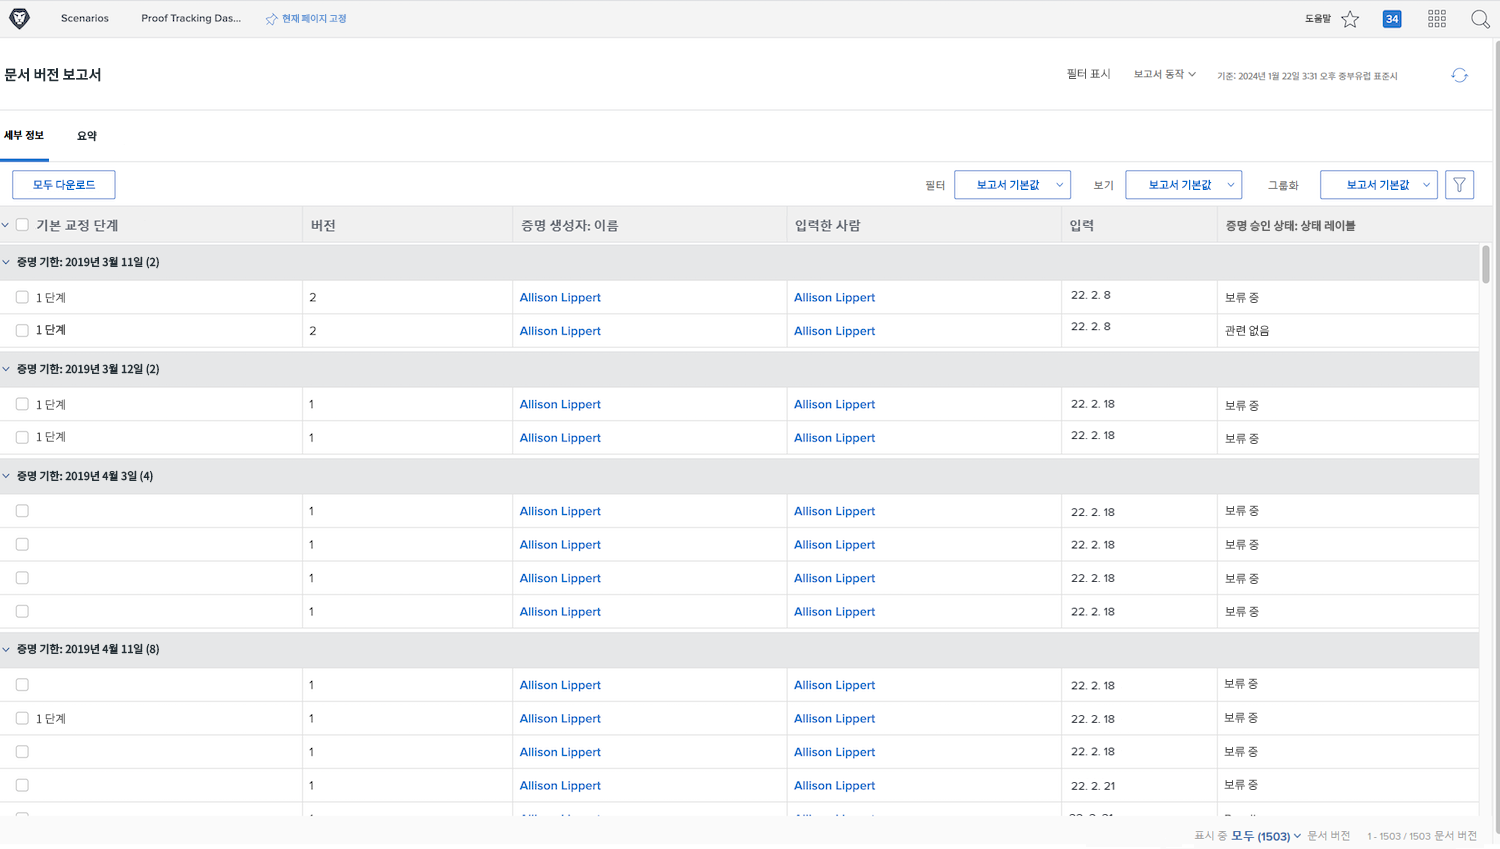 Scenarios Proof Tracking Das... 현재 페이지 고정 도움말 34
문서 버전 보고서 필터 표시 보고서 동작 기준: 2024년 1월 22일 3:31 오후 중부유럽 표준시
세부 정보 요약
모두 다운로드 필터 보고서 기본값 보기 보고서 기본값 그룹화 보고서 기본값
기본 교정 단계 버전 증명 생성자: 이름 입력한 사람 입력 증명 승인 상태: 상태 레이블
증명 기한: 2019년 3월 11일 (2)
1 단계 2 Allison Lippert Allison Lippert 22. 2. 8 보류 중
1 단계 2 Allison Lippert Allison Lippert 22. 2. 8 관련 없음
증명 기한: 2019년 3월 12일 (2)
1 단계 1 Allison Lippert Allison Lippert 22. 2. 18 보류 중
1 단계 1 Allison Lippert Allison Lippert 22. 2. 18 보류 중
증명 기한: 2019년 4월 3일 (4)
1 Allison Lippert Allison Lippert 22. 2. 18 보류 중
1 Allison Lippert Allison Lippert 22. 2. 18 보류 중
1 Allison Lippert Allison Lippert 22. 2. 18 보류 중
1 Allison Lippert Allison Lippert 22. 2. 18 보류 중
증명 기한: 2019년 4월 11일 (8)
1 Allison Lippert Allison Lippert 22. 2. 18 보류 중
1 단계 1 Allison Lippert Allison Lippert 22. 2. 18 보류 중
1 Allison Lippert Allison Lippert 22. 2. 18 보류 중
1 Allison Lippert Allison Lippert 22. 2. 21 보류 중
표시 중 모두 (1503) 문서 버전 1 - 1503 / 1503 문서 버전